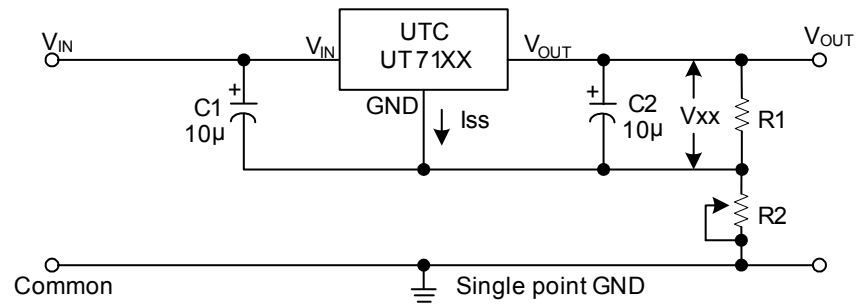 UTC
UT71XX
VIN
VIN
VOUT
VOUT
GND
Iss
+
C1
10µ
+
C2
10µ
Vxx
R1
R2
Common
Single point GND